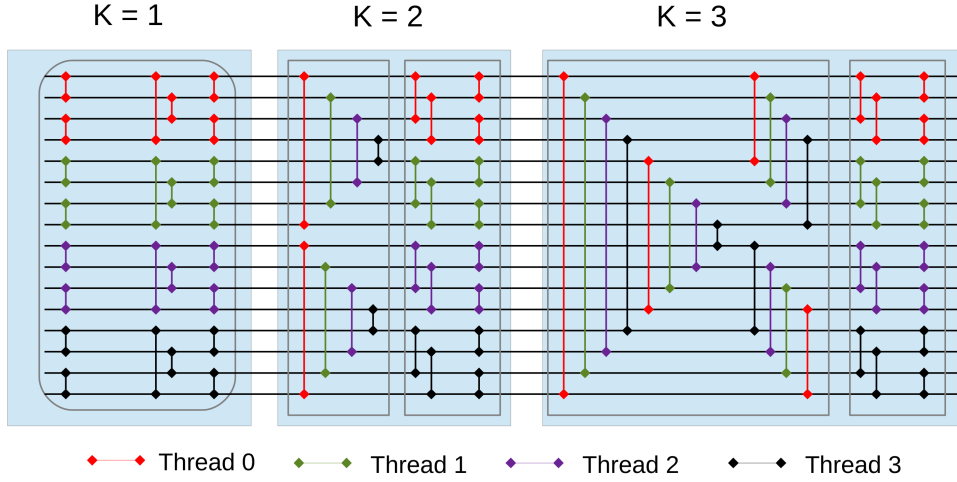 K = 1 K = 2 K = 3
Thread 0 Thread 1 Thread 2 Thread 3